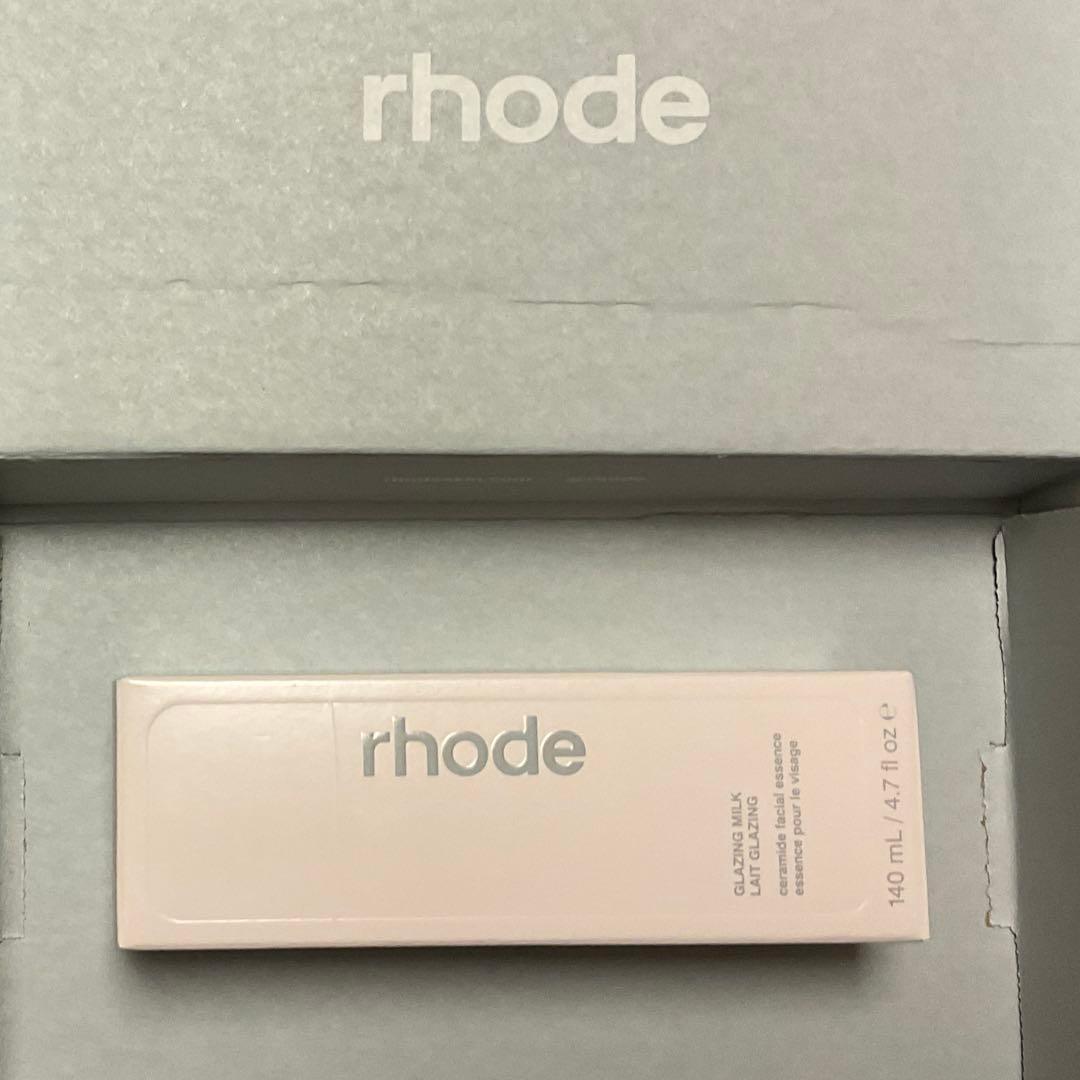 rhode
rhode
GLAZING MILK
LAIT GLAZING
ceramide facial essence
essence pour le visage
140 mL / 4.7 fl oz ℮